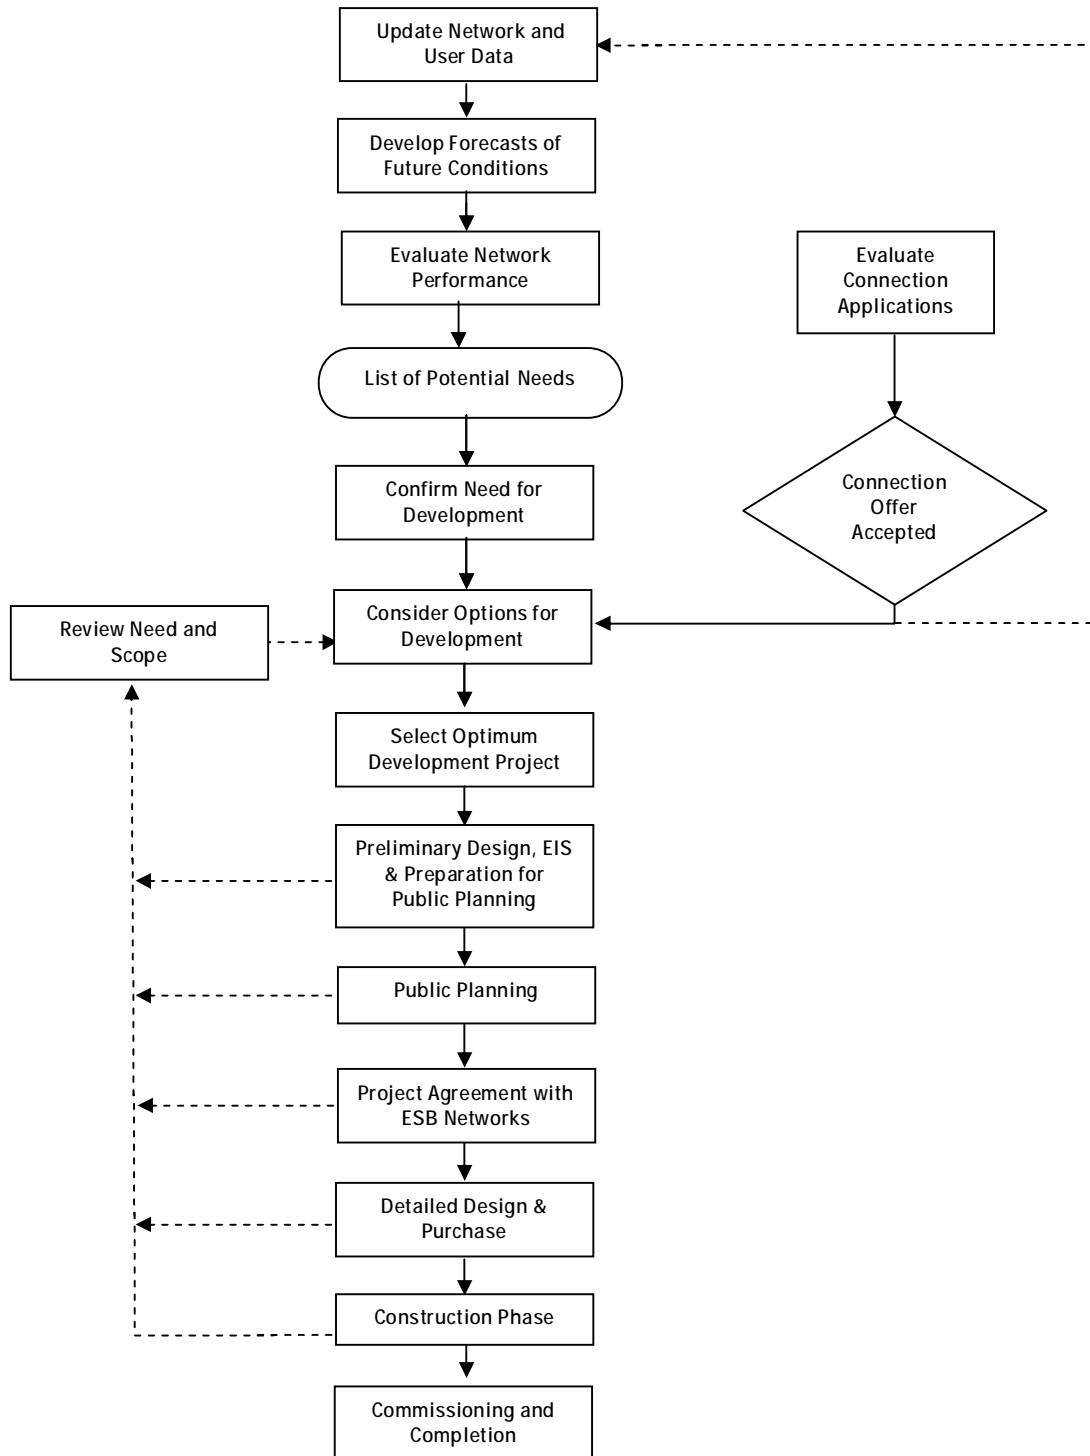 Update Network and
User Data
Develop Forecasts of
Future Conditions
Evaluate Network
Performance
Evaluate
Connection
Applications
List of Potential Needs
Confirm Need for
Development
Connection
Offer
Accepted
Consider Options for
Development
Review Need and
Scope
Select Optimum
Development Project
Preliminary Design, EIS
& Preparation for
Public Planning
Public Planning
Project Agreement with
ESB Networks
Detailed Design &
Purchase
Construction Phase
Commissioning and
Completion